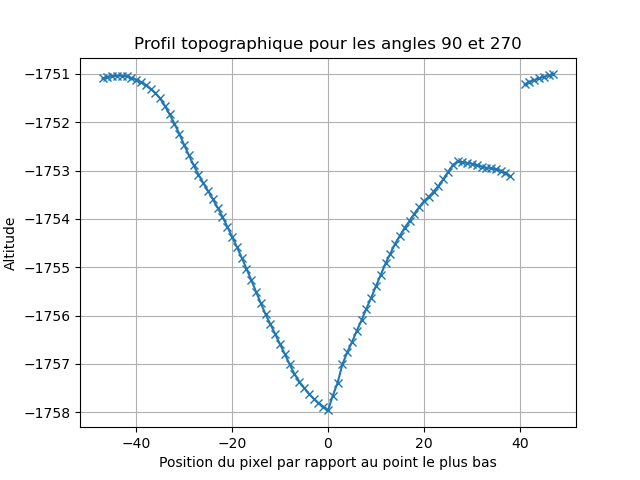 Profil topographique pour les angles 90 et 270
−1751
−1752
−1753
−1754
−1755
−1756
−1757
−1758
Altitude
−40 −20 0 20 40
Position du pixel par rapport au point le plus bas